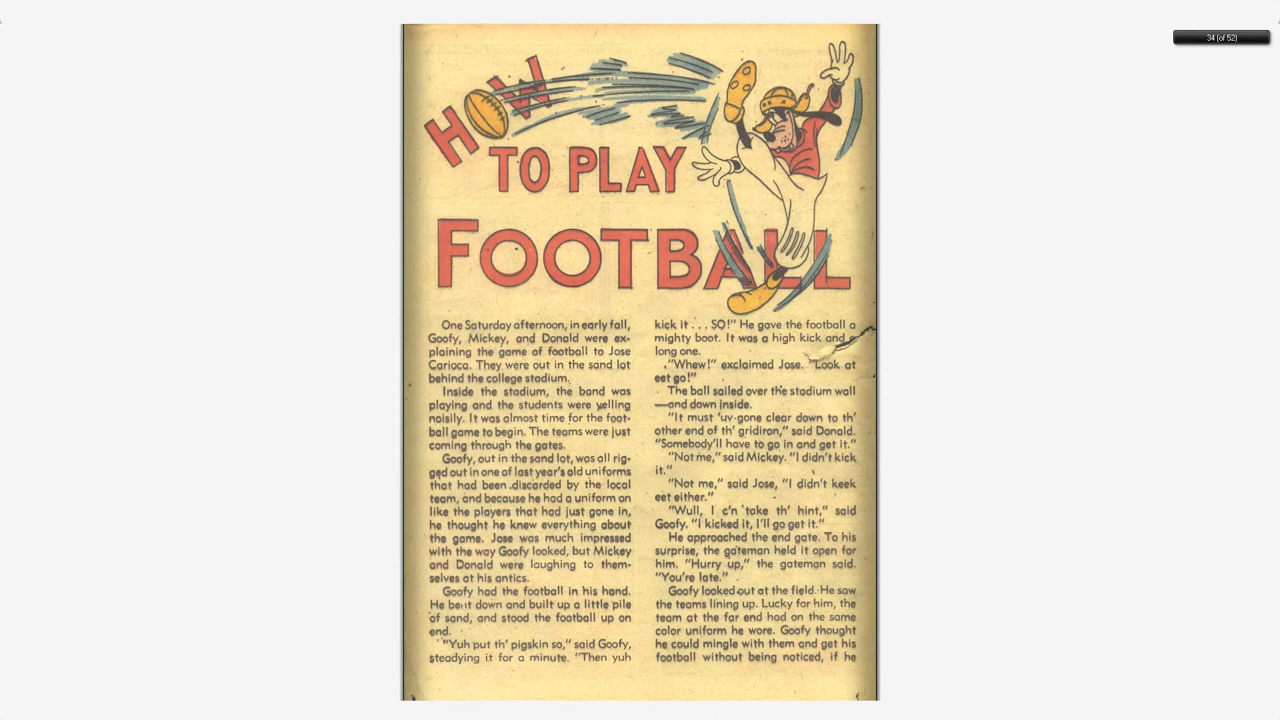 34 (of 52)
HOW
TO PLAY
FOOTBALL
One Saturday afternoon, in early fall,
Goofy, Mickey, and Donald were ex-
plaining the game of football to Jose
Carioca. They were out in the sand lot
behind the college stadium.
Inside the stadium, the band was
playing and the students were yelling
noisily. It was almost time for the foot-
ball game to begin. The teams were just
coming through the gates.
Goofy, out in the sand lot, was all rig-
ged out in one of last year's old uniforms
that had been discarded by the local
team, and because he had a uniform on
like the players that had just gone in,
he thought he knew everything about
the game. Jose was much impressed
with the way Goofy looked, but Mickey
and Donald were laughing to them-
selves at his antics.
Goofy had the football in his hand.
He bent down and built up a little pile
of sand, and stood the football up on
end.
"Yuh put th' pigskin so," said Goofy,
steadying it for a minute. "Then yuh
kick it . . . SO!" He gave the football a
mighty boot. It was a high kick and a
long one.
"Whew!" exclaimed Jose. "Look at
eet go!"
The ball sailed over the stadium wall
—and down inside.
"It must 'uv gone clear down to th'
other end of th' gridiron," said Donald.
"Somebody'll have to go in and get it."
"Not me," said Mickey. "I didn't kick
it."
"Not me," said Jose, "I didn't keek
eet either."
"Wull, I c'n take th' hint," said
Goofy. "I kicked it, I'll go get it."
He approached the end gate. To his
surprise, the gateman held it open for
him. "Hurry up," the gateman said.
"You're late."
Goofy looked out at the field. He saw
the teams lining up. Lucky for him, the
team at the far end had on the same
color uniform he wore. Goofy thought
he could mingle with them and get his
football without being noticed, if he